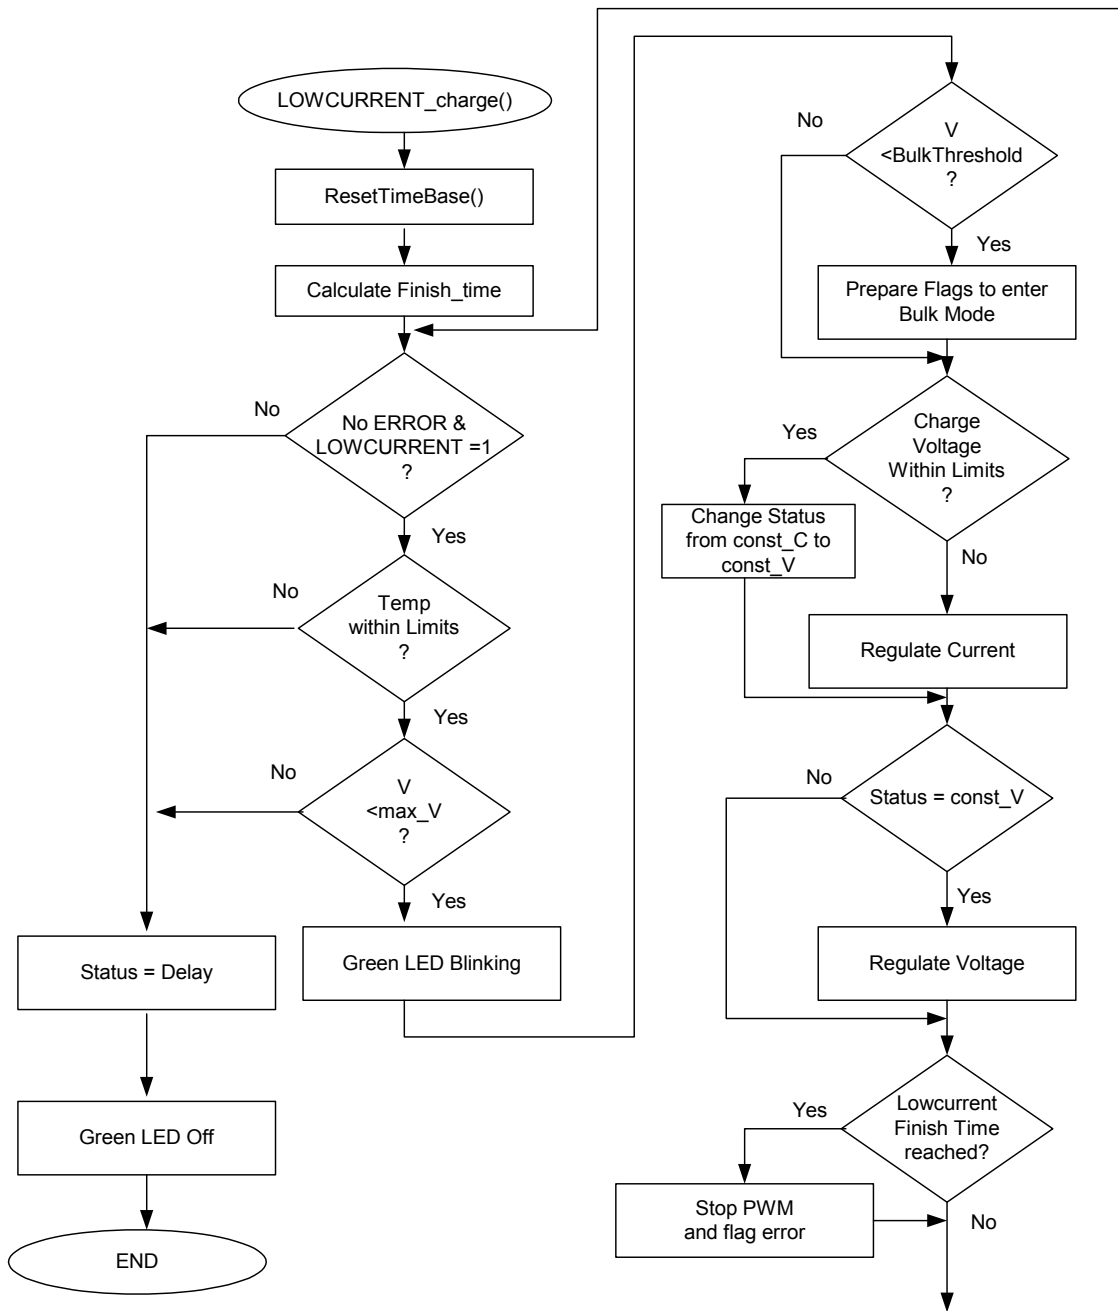 LOWCURRENT_charge()
ResetTimeBase()
Calculate Finish_time
No
No ERROR &
LOWCURRENT =1
?
Yes
No
Temp
within Limits
?
Yes
No
V
<max_V
?
Yes
Status = Delay
Green LED Blinking
Green LED Off
END
No
V
<BulkThreshold
?
Yes
Prepare Flags to enter
Bulk Mode
Yes
Charge
Voltage
Within Limits
?
Change Status
from const_C to
const_V
No
Regulate Current
No
Status = const_V
Yes
Regulate Voltage
Yes
Lowcurrent
Finish Time
reached?
Stop PWM
and flag error
No